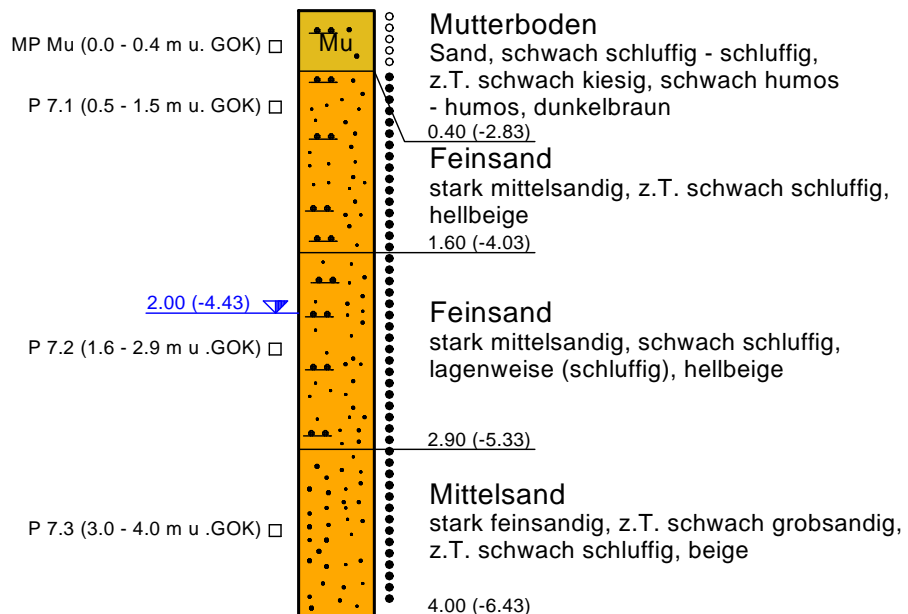 Mutterboden
MP Mu (0.0 - 0.4 m u. GOK)
Mu
Sand, schwach schluffig - schluffig,
z.T. schwach kiesig, schwach humos
- humos, dunkelbraun
P 7.1 (0.5 - 1.5 m u. GOK)
0.40 (-2.83)
Feinsand
stark mittelsandig, z.T. schwach schluffig,
hellbeige
1.60 (-4.03)
2.00 (-4.43)
Feinsand
stark mittelsandig, schwach schluffig,
lagenweise (schluffig), hellbeige
P 7.2 (1.6 - 2.9 m u .GOK)
2.90 (-5.33)
Mittelsand
stark feinsandig, z.T. schwach grobsandig,
z.T. schwach schluffig, beige
P 7.3 (3.0 - 4.0 m u .GOK)
4.00 (-6.43)